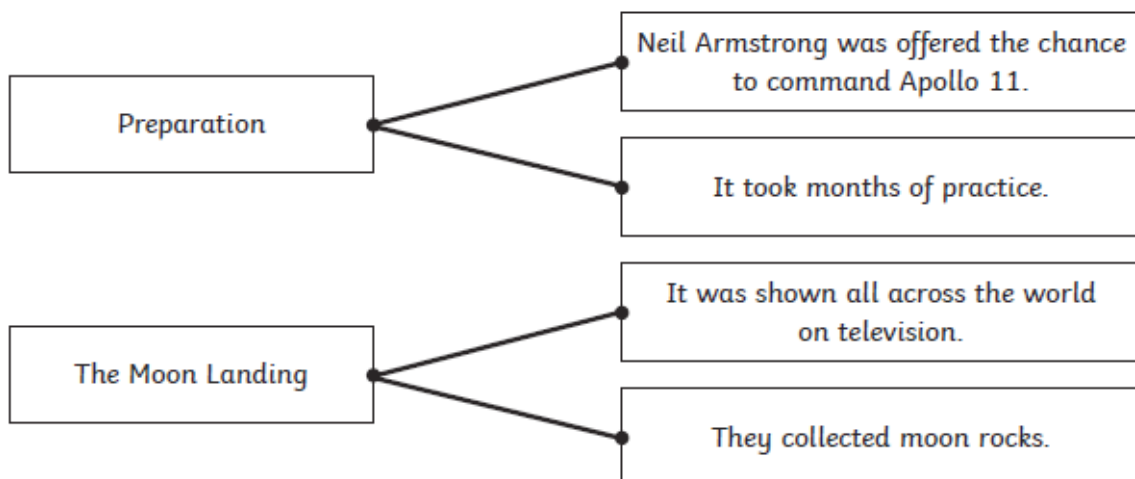 Preparation
Neil Armstrong was offered the chance
to command Apollo 11.
It took months of practice.
The Moon Landing
It was shown all across the world
on television.
They collected moon rocks.